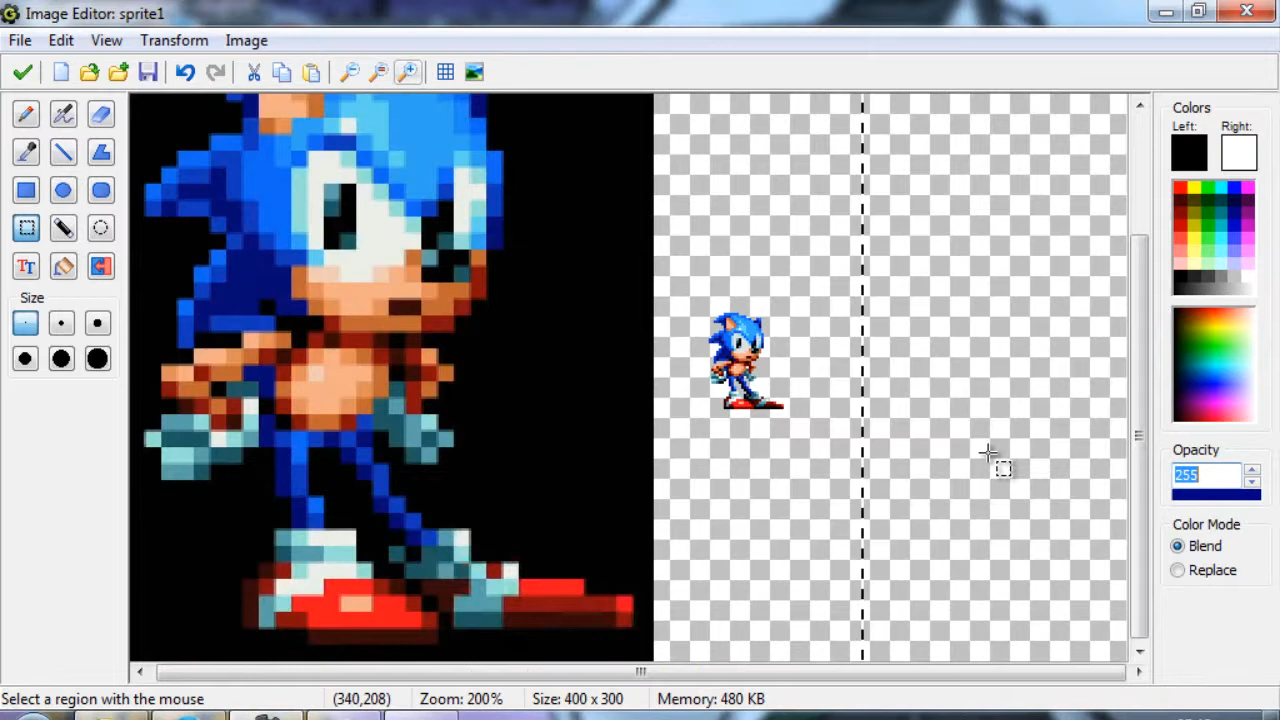 Image Editor: sprite1
File Edit View Transform Image
Colors
Left: Right:
TT
Size
Opacity
255
Color Mode
Blend
Replace
Select a region with the mouse (340,208) Zoom: 200% Size: 400 x 300 Memory: 480 KB